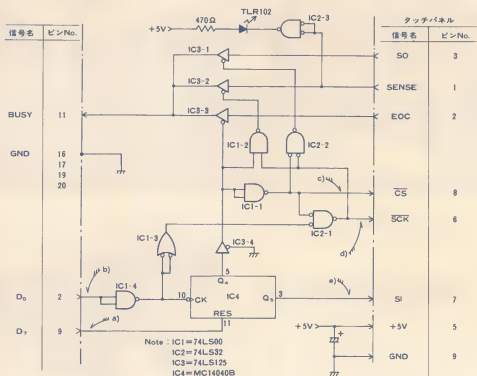 TLR102
470Ω
+5V
IC2-3
信号名 ピンNo.
タッチパネル
信号名 ピンNo.
IC3-1
SO 3
IC3-2
SENSE 1
IC3-3
BUSY 11
EOC 2
IC1-2
IC2-2
GND 16
17
19
20
c)
IC1-1
CS 8
IC1-3
IC2-1
SCK 6
d)
IC3-4
b)
IC1-4
5
Q4
e)
D0 2
10
CK
IC4
Q5
3
SI 7
RES
11
D7 9
a)
+5V
+
+5V 5
GND 9
Note : IC1=74LS00
IC2=74LS32
IC3=74LS125
IC4=MC14040B